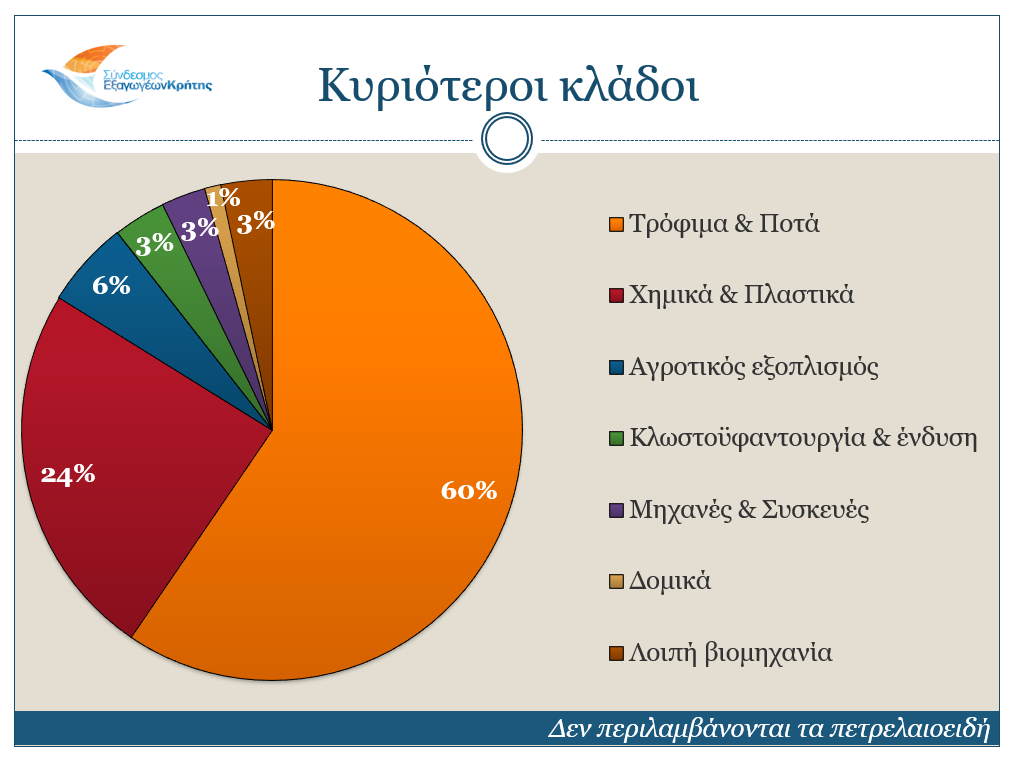 Σύνδεσμος
ΕξαγωγέωνΚρήτης
Κυριότεροι κλάδοι
1%
3%
3%
3%
6%
24%
60%
Τρόφιμα & Ποτά
Χημικά & Πλαστικά
Αγροτικός εξοπλισμός
Κλωστοϋφαντουργία & ένδυση
Μηχανές & Συσκευές
Δομικά
Λοιπή βιομηχανία
Δεν περιλαμβάνονται τα πετρελαιοειδή